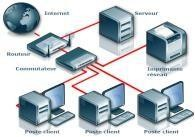 Internet
Serveur
Routeur
Commutateur
Imprimante
réseau
Poste client
Poste client
Poste client